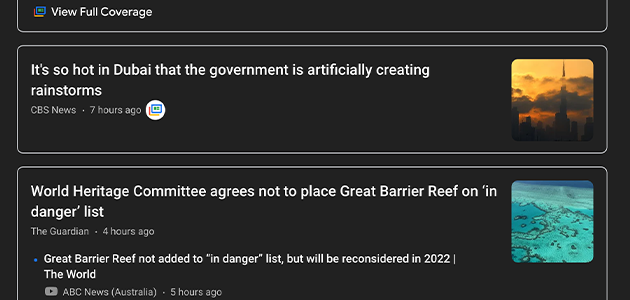 View Full Coverage
It's so hot in Dubai that the government is artificially creating
rainstorms
CBS News · 7 hours ago
World Heritage Committee agrees not to place Great Barrier Reef on ‘in
danger’ list
The Guardian · 4 hours ago
• Great Barrier Reef not added to “in danger” list, but will be reconsidered in 2022 |
The World
ABC News (Australia) · 5 hours ago